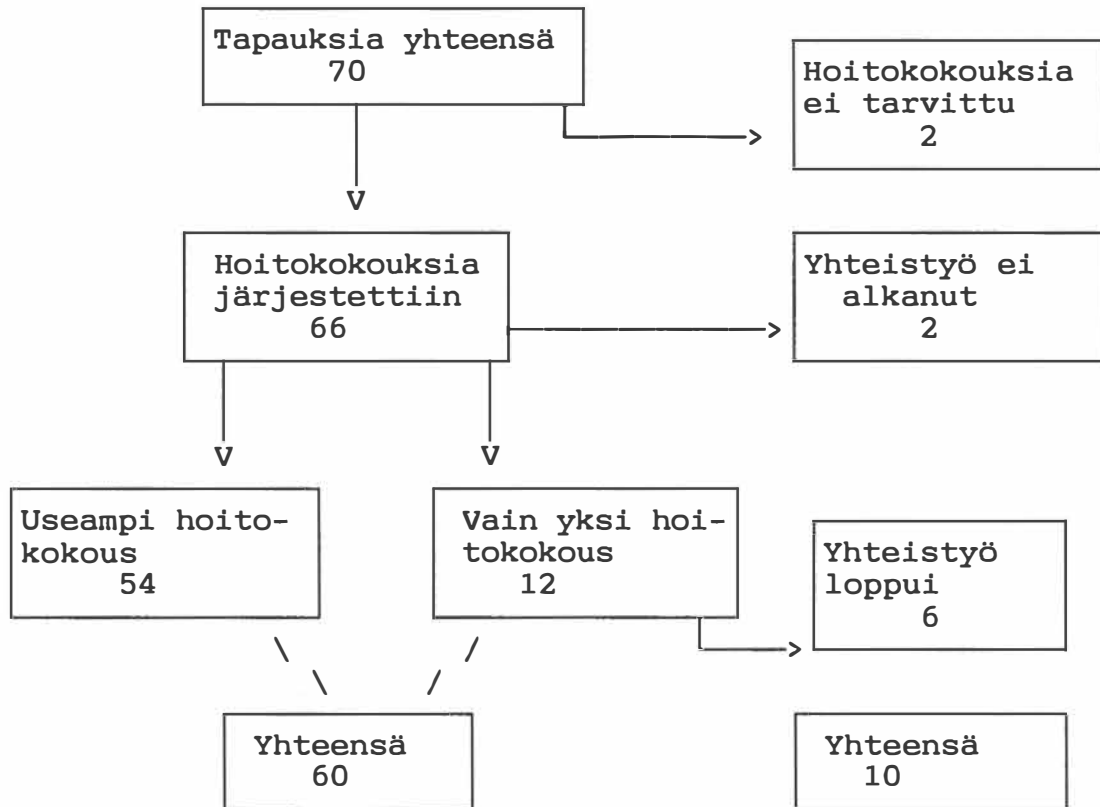 Tapauksia yhteensä
70
Hoitokokouksia
ei tarvittu
2
Hoitokokouksia
järjestettiin
66
Yhteistyö ei
alkanut
2
Useampi hoito-
kokous
54
Vain yksi hoi-
tokokous
12
Yhteistyö
loppui
6
Yhteensä
60
Yhteensä
10